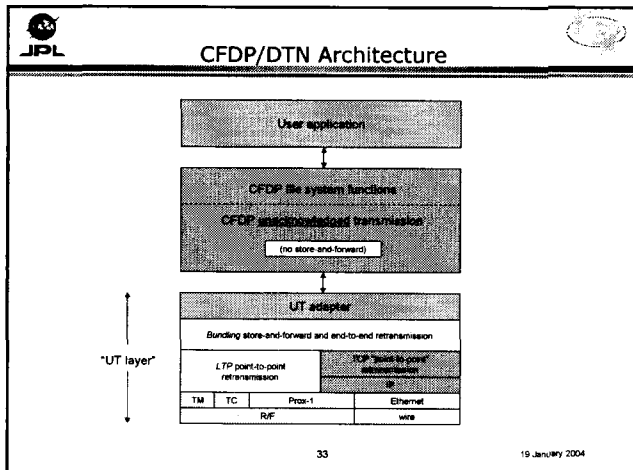 JPL
CFDP/DTN Architecture
User application
CFDP file system functions
CFDP unacknowledged transmission
(no store-and-forward)
UT adapter
Bundling store-and-forward and end-to-end retransmission
"UT layer"
LTP point-to-point
retransmission
TCP "point-to-point"
retransmission
IP
TM TC Prox-1 Ethernet
R/F wire
33
19 January 2004